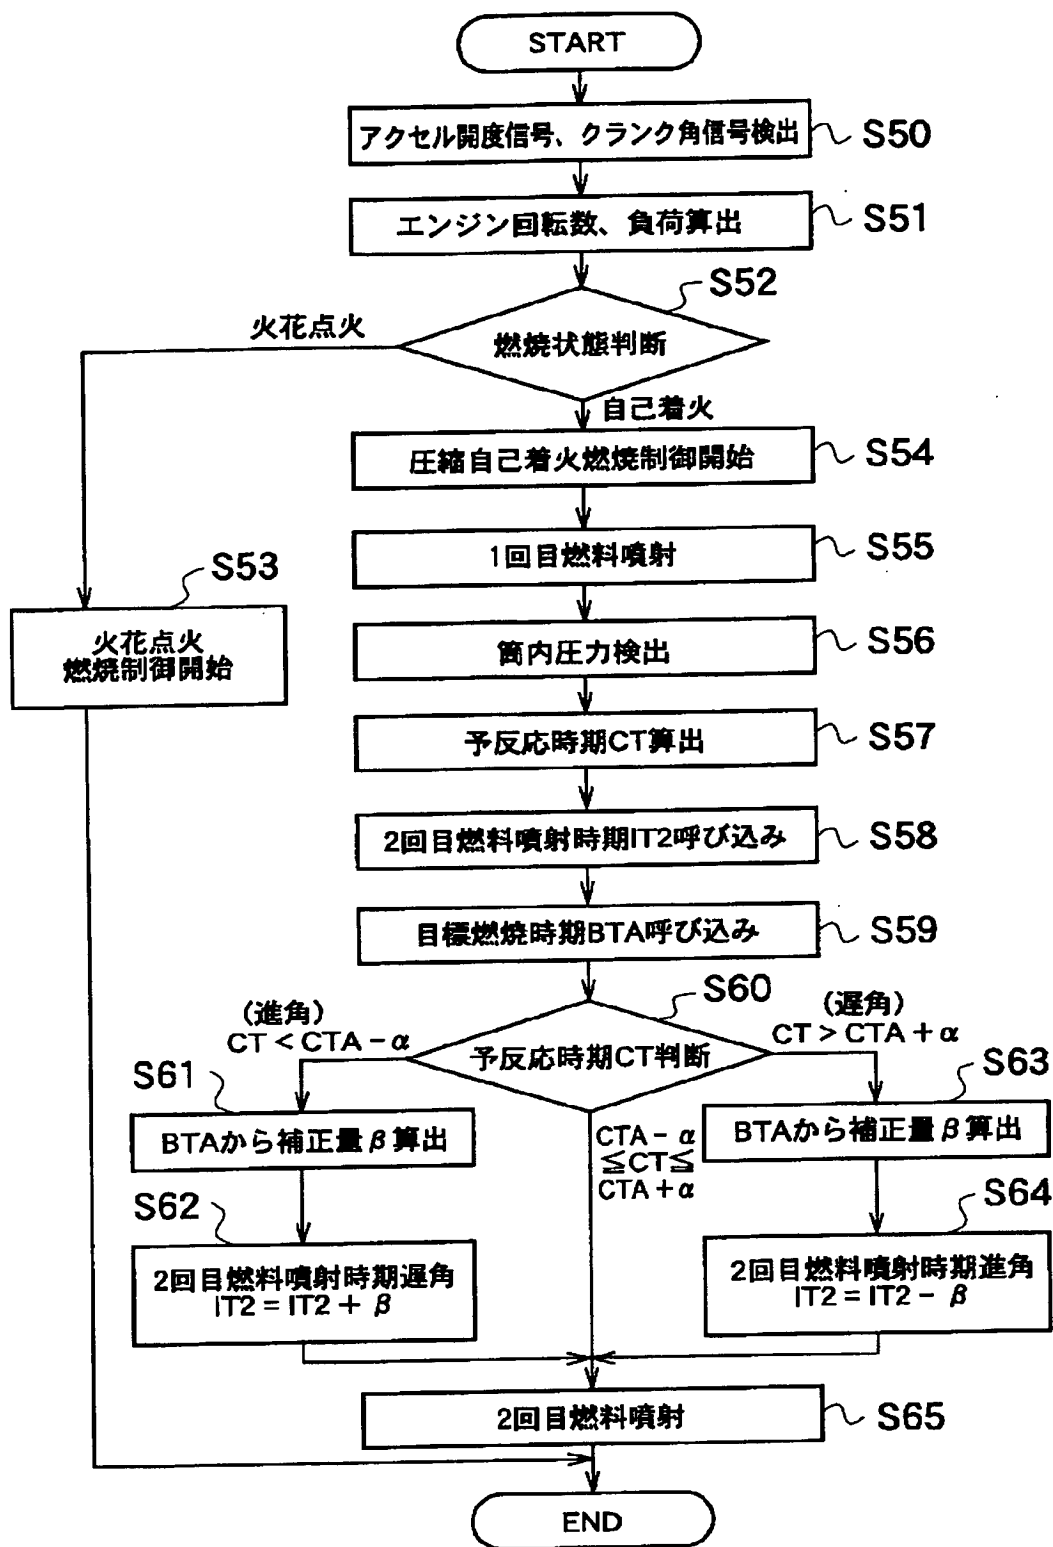 START
アクセル開度信号、クランク角信号検出
S50
エンジン回転数、負荷算出
S51
S52
火花点火
燃焼状態判断
自己着火
圧縮自己着火燃焼制御開始
S54
1回目燃料噴射
S55
S53
火花点火
燃焼制御開始
筒内圧力検出
S56
予反応時期CT算出
S57
2回目燃料噴射時期IT2呼び込み
S58
目標燃焼時期BTA呼び込み
S59
S60
(進角)
CT < CTA - α
(遅角)
CT > CTA + α
予反応時期CT判断
S61
S63
BTAから補正量β算出
CTA - α
≦CT≦
CTA + α
BTAから補正量β算出
S62
S64
2回目燃料噴射時期遅角
IT2 = IT2 + β
2回目燃料噴射時期進角
IT2 = IT2 - β
2回目燃料噴射
S65
END